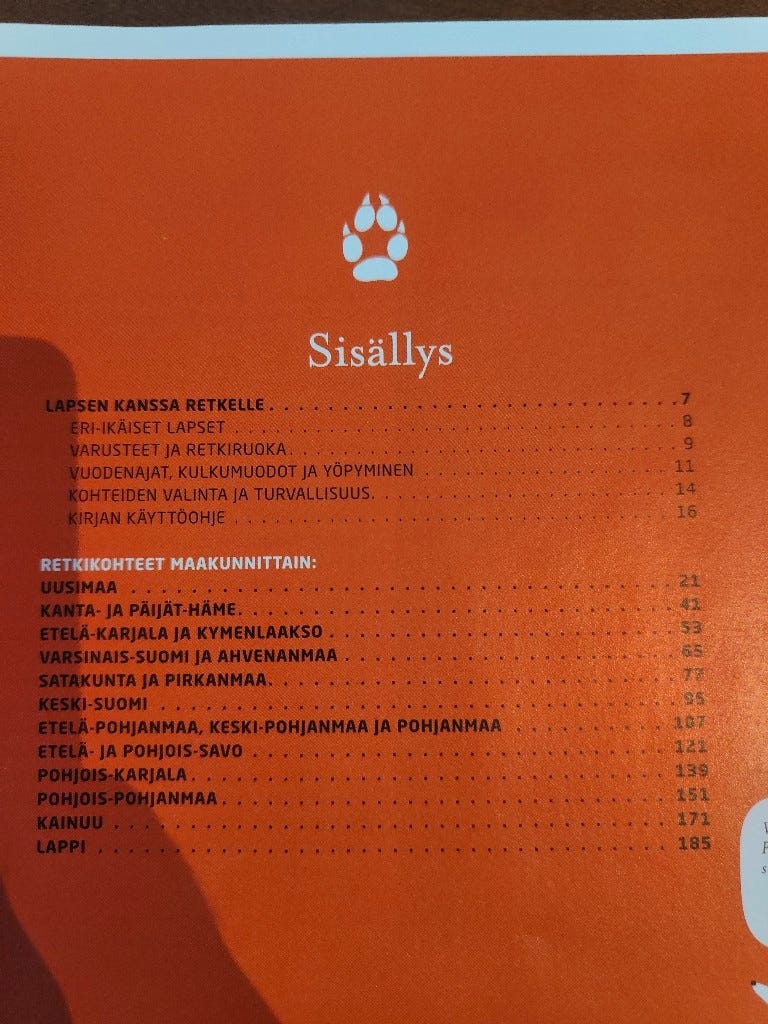 Sisällys
LAPSEN KANSSA RETKELLE. . . . . . . . . . . . . . . . . . . . . . . . . . . . 7
ERI-IKÄISET LAPSET . . . . . . . . . . . . . . . . . . . . . . . . . . . . . . 8
VARUSTEET JA RETKIRUOKA. . . . . . . . . . . . . . . . . . . . . . . . . . 9
VUODENAJAT, KULKUMUODOT JA YÖPYMINEN . . . . . . . . . . . . . . . . . 11
KOHTEIDEN VALINTA JA TURVALLISUUS. . . . . . . . . . . . . . . . . . . . 14
KIRJAN KÄYTTÖOHJE . . . . . . . . . . . . . . . . . . . . . . . . . . . . . . 16
RETKIKOHTEET MAAKUNNITTAIN:
UUSIMAA . . . . . . . . . . . . . . . . . . . . . . . . . . . . . . . . . . . . 21
KANTA- JA PÄIJÄT-HÄME. . . . . . . . . . . . . . . . . . . . . . . . . . . . 41
ETELÄ-KARJALA JA KYMENLAAKSO . . . . . . . . . . . . . . . . . . . . . . 53
VARSINAIS-SUOMI JA AHVENANMAA . . . . . . . . . . . . . . . . . . . . . 65
SATAKUNTA JA PIRKANMAA. . . . . . . . . . . . . . . . . . . . . . . . . . 77
KESKI-SUOMI . . . . . . . . . . . . . . . . . . . . . . . . . . . . . . . . . . 95
ETELÄ-POHJANMAA, KESKI-POHJANMAA JA POHJANMAA . . . . . . . . . . . 107
ETELÄ- JA POHJOIS-SAVO . . . . . . . . . . . . . . . . . . . . . . . . . . . 121
POHJOIS-KARJALA. . . . . . . . . . . . . . . . . . . . . . . . . . . . . . . 139
POHJOIS-POHJANMAA . . . . . . . . . . . . . . . . . . . . . . . . . . . . . 151
KAINUU . . . . . . . . . . . . . . . . . . . . . . . . . . . . . . . . . . . . . 171
LAPPI . . . . . . . . . . . . . . . . . . . . . . . . . . . . . . . . . . . . . . 185